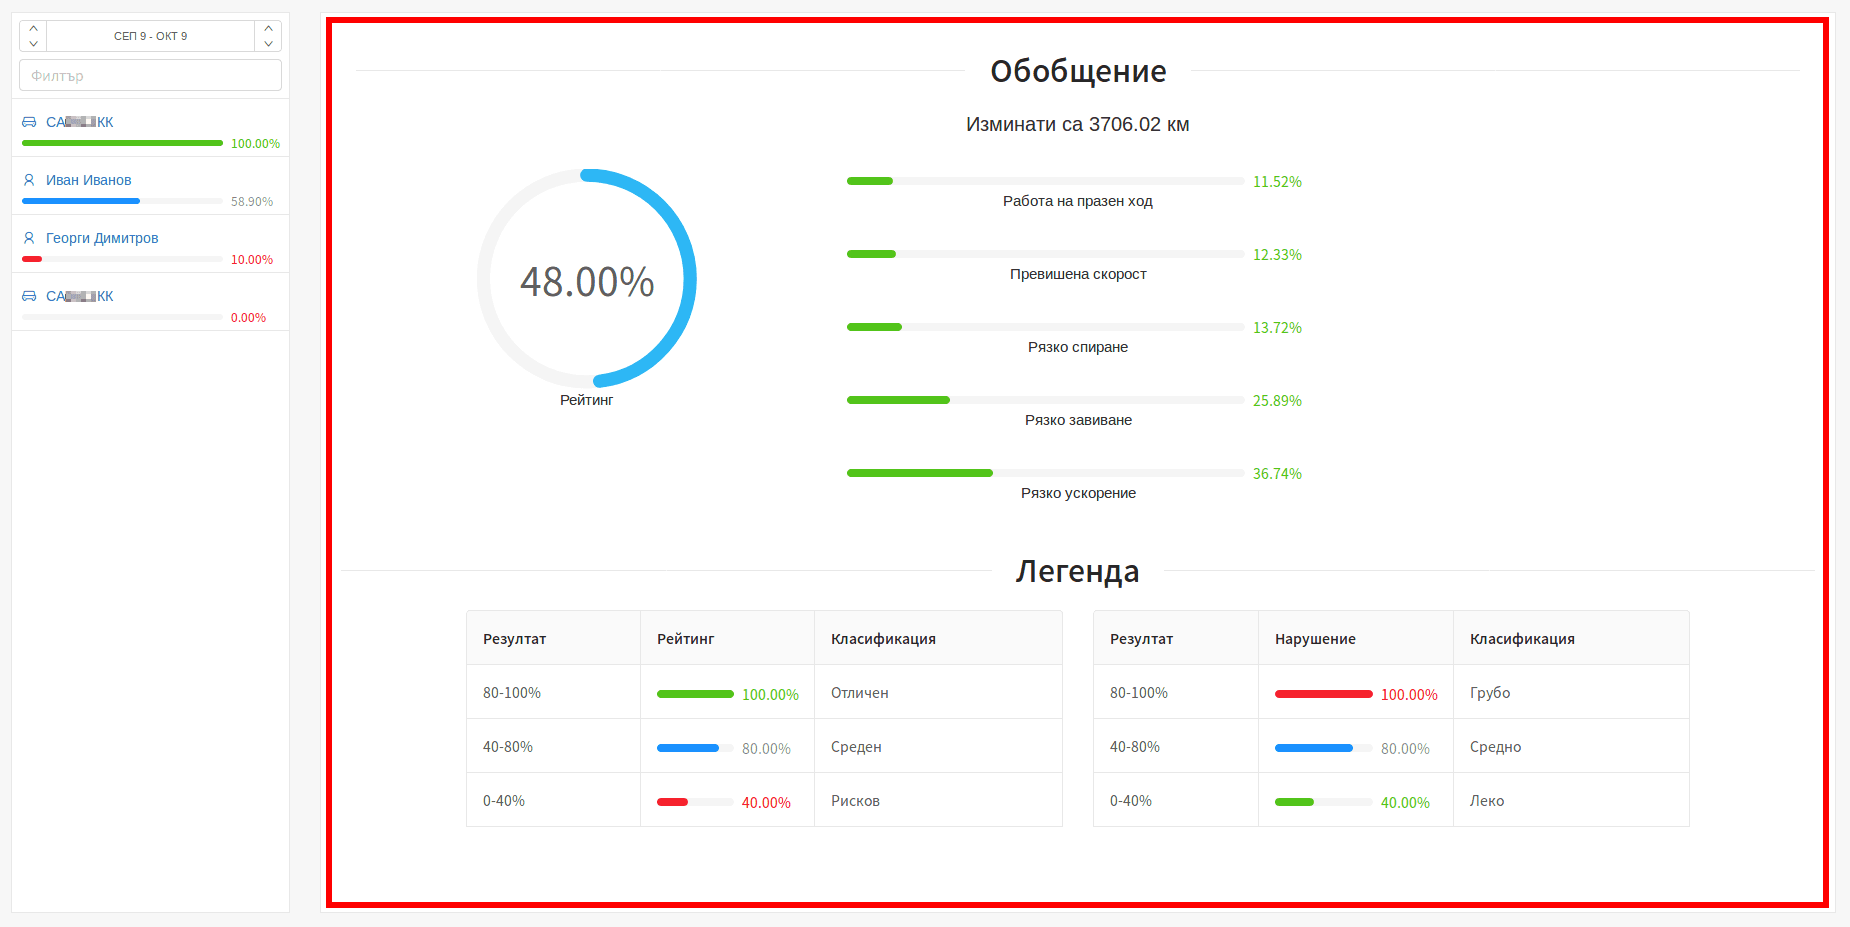 СЕП 9 - ОКТ 9
Филтър
CA КК
100.00%
Иван Иванов
58.90%
Георги Димитров
10.00%
CA КК
0.00%
Обобщение
Изминати са 3706.02 км
48.00%
Рейтинг
11.52%
Работа на празен ход
12.33%
Превишена скорост
13.72%
Рязко спиране
25.89%
Рязко завиване
36.74%
Рязко ускорение
Легенда
Резултат Рейтинг Класификация
80-100% 100.00% Отличен
40-80% 80.00% Среден
0-40% 40.00% Рисков
Резултат Нарушение Класификация
80-100% 100.00% Грубо
40-80% 80.00% Средно
0-40% 40.00% Леко